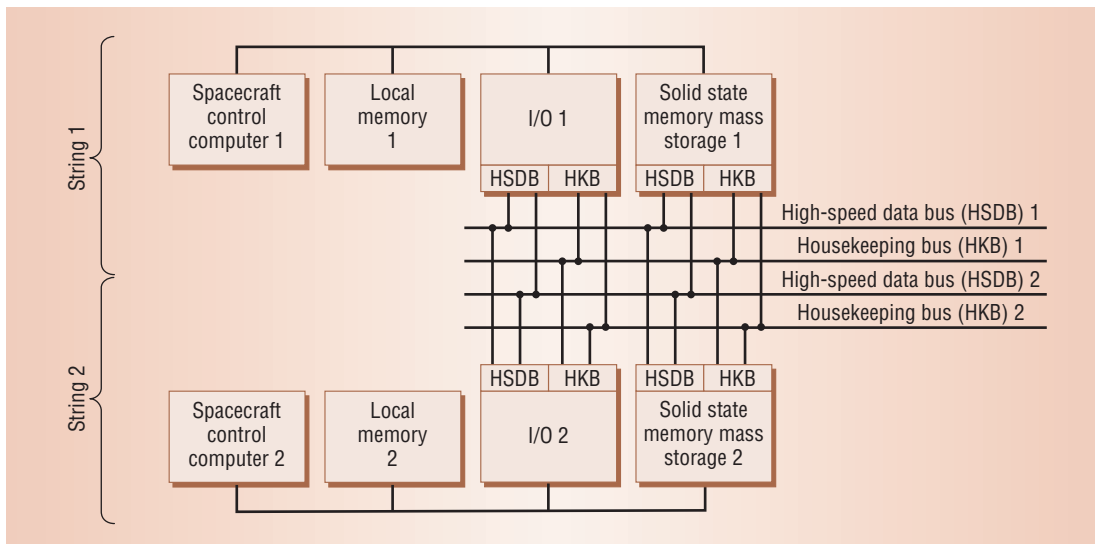 String 1
Spacecraft
control
computer 1
Local
memory
1
I/O 1
HSDB
HKB
Solid state
memory mass
storage 1
HSDB
HKB
High-speed data bus (HSDB) 1
Housekeeping bus (HKB) 1
High-speed data bus (HSDB) 2
Housekeeping bus (HKB) 2
String 2
Spacecraft
control
computer 2
Local
memory
2
HSDB
HKB
I/O 2
HSDB
HKB
Solid state
memory mass
storage 2